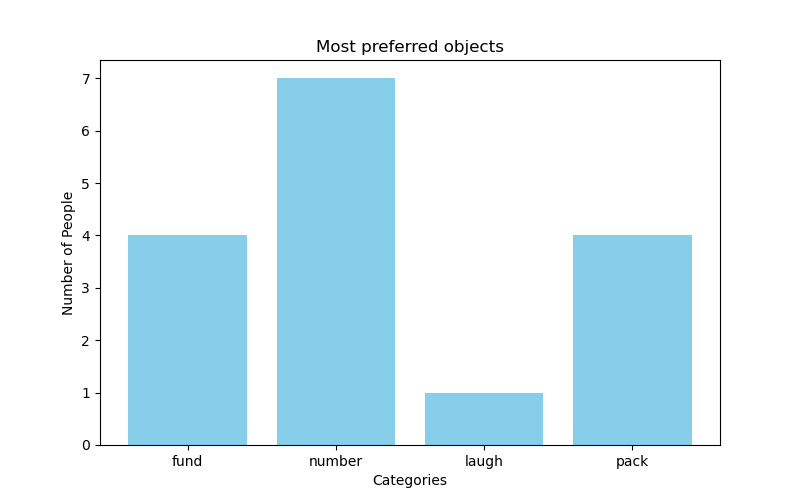 Most preferred objects
Number of People
7
6
5
4
3
2
1
0
fund number laugh pack
Categories